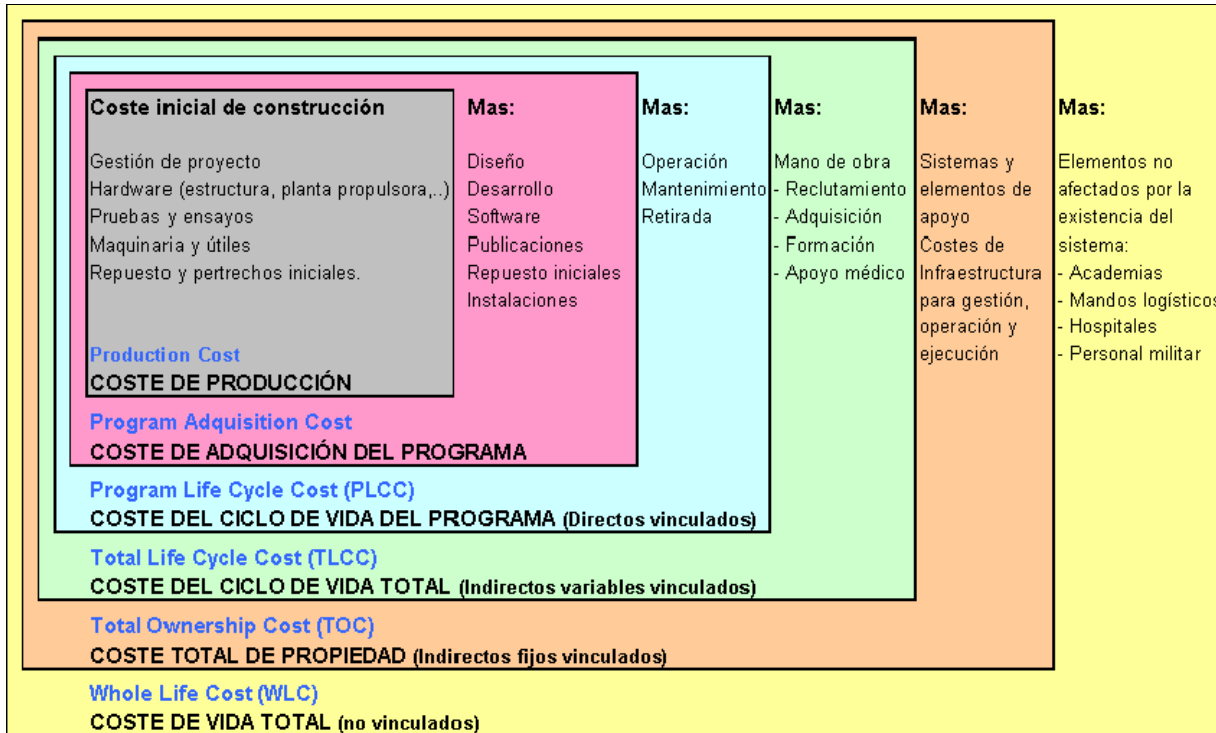 Coste inicial de construcción
Gestión de proyecto
Hardware (estructura, planta propulsora,..)
Pruebas y ensayos
Maquinaria y útiles
Repuesto y pertrechos iniciales.
Production Cost
COSTE DE PRODUCCIÓN
Mas:
Diseño
Desarrollo
Software
Publicaciones
Repuesto iniciales
Instalaciones
Program Adquisition Cost
COSTE DE ADQUISICIÓN DEL PROGRAMA
Mas:
Operación
Mantenimiento
Retirada
Program Life Cycle Cost (PLCC)
COSTE DEL CICLO DE VIDA DEL PROGRAMA (Directos vinculados)
Mas:
Mano de obra
- Reclutamiento
- Adquisición
- Formación
- Apoyo médico
Total Life Cycle Cost (TLCC)
COSTE DEL CICLO DE VIDA TOTAL (Indirectos variables vinculados)
Mas:
Sistemas y
elementos de
apoyo
Costes de
Infraestructura
para gestión,
operación y
ejecución
Total Ownership Cost (TOC)
COSTE TOTAL DE PROPIEDAD (Indirectos fijos vinculados)
Mas:
Elementos no
afectados por la
existencia del
sistema:
- Academias
- Mandos logísticos
- Hospitales
- Personal militar
Whole Life Cost (WLC)
COSTE DE VIDA TOTAL (no vinculados)